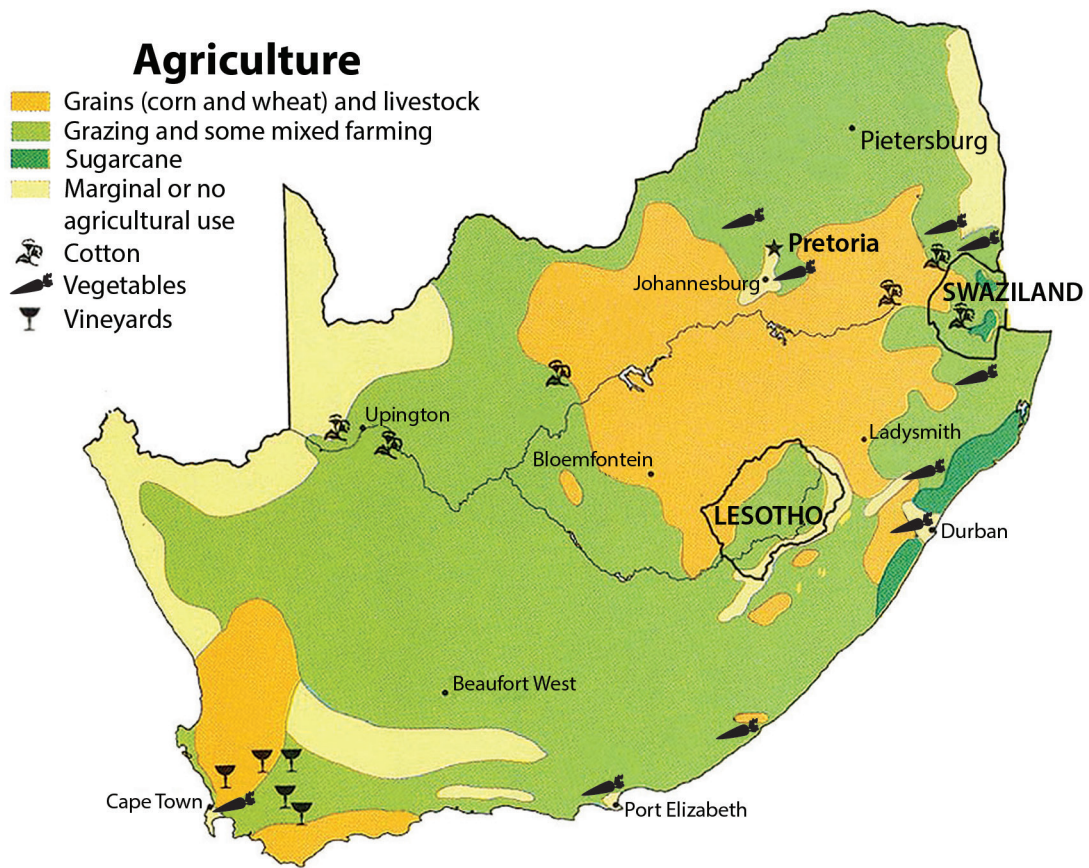 Agriculture
Grains (corn and wheat) and livestock
Grazing and some mixed farming
Sugarcane
Marginal or no
agricultural use
Cotton
Vegetables
Vineyards
Pietersburg
Pretoria
Johannesburg
SWAZILAND
Upington
Ladysmith
Bloemfontein
LESOTHO
Durban
Beaufort West
Cape Town
Port Elizabeth